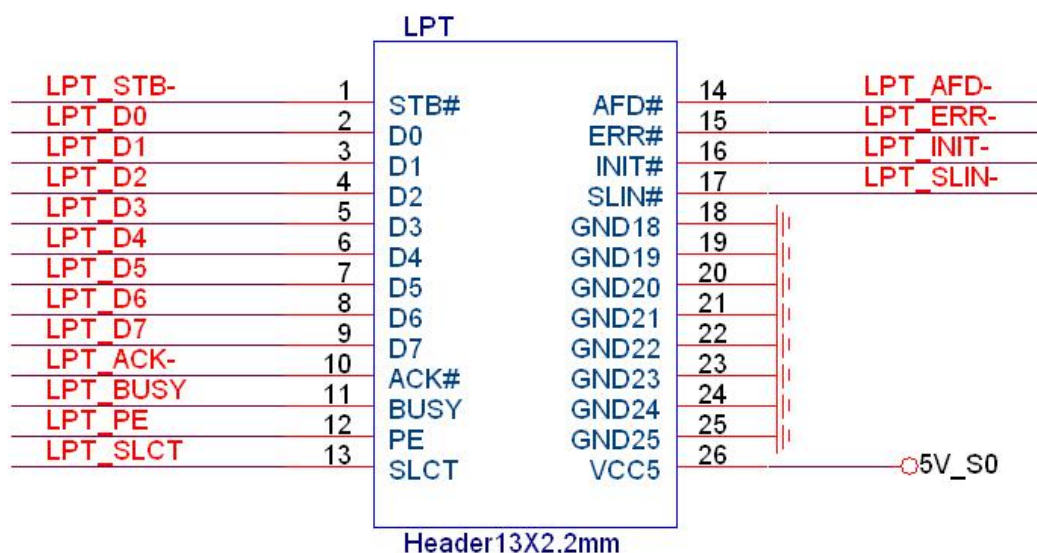 LPT
LPT_STB- 1 STB# AFD# 14 LPT_AFD-
LPT_D0 2 D0 ERR# 15 LPT_ERR-
LPT_D1 3 D1 INIT# 16 LPT_INIT-
LPT_D2 4 D2 SLIN# 17 LPT_SLIN-
LPT_D3 5 D3 GND18 18
LPT_D4 6 D4 GND19 19
LPT_D5 7 D5 GND20 20
LPT_D6 8 D6 GND21 21
LPT_D7 9 D7 GND22 22
LPT_ACK- 10 ACK# GND23 23
LPT_BUSY 11 BUSY GND24 24
LPT_PE 12 PE GND25 25
LPT_SLCT 13 SLCT VCC5 26 5V_S0
Header13X2,2mm